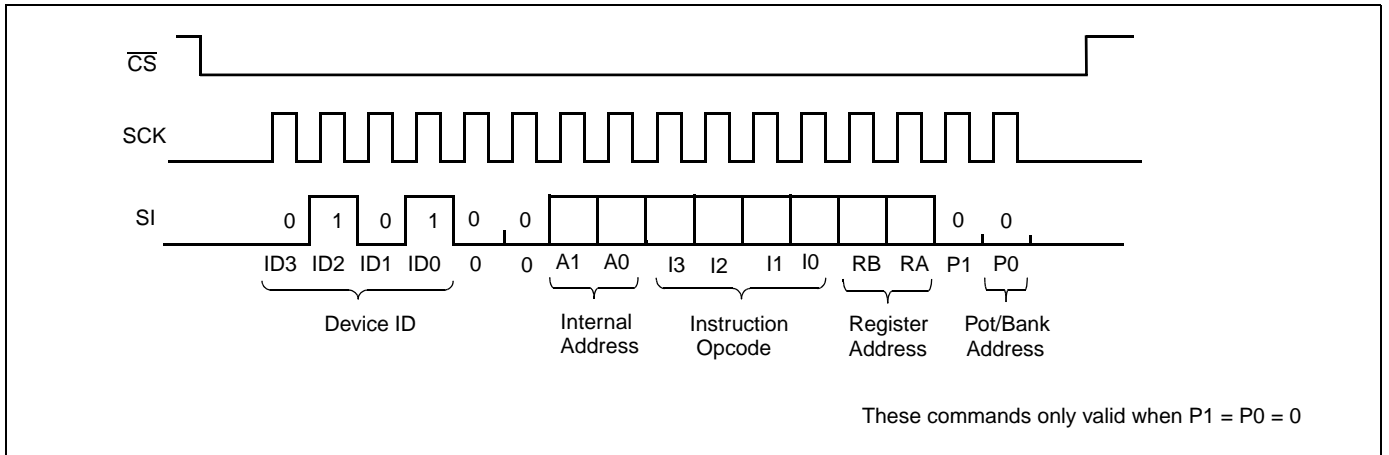 CS
SCK
SI
0 1 0 1 0 0 0 0
ID3 ID2 ID1 ID0 0 0 A1 A0 I3 I2 I1 I0 RB RA P1 P0
Device ID
Internal Address
Instruction Opcode
Register Address
Pot/Bank Address
These commands only valid when P1 = P0 = 0